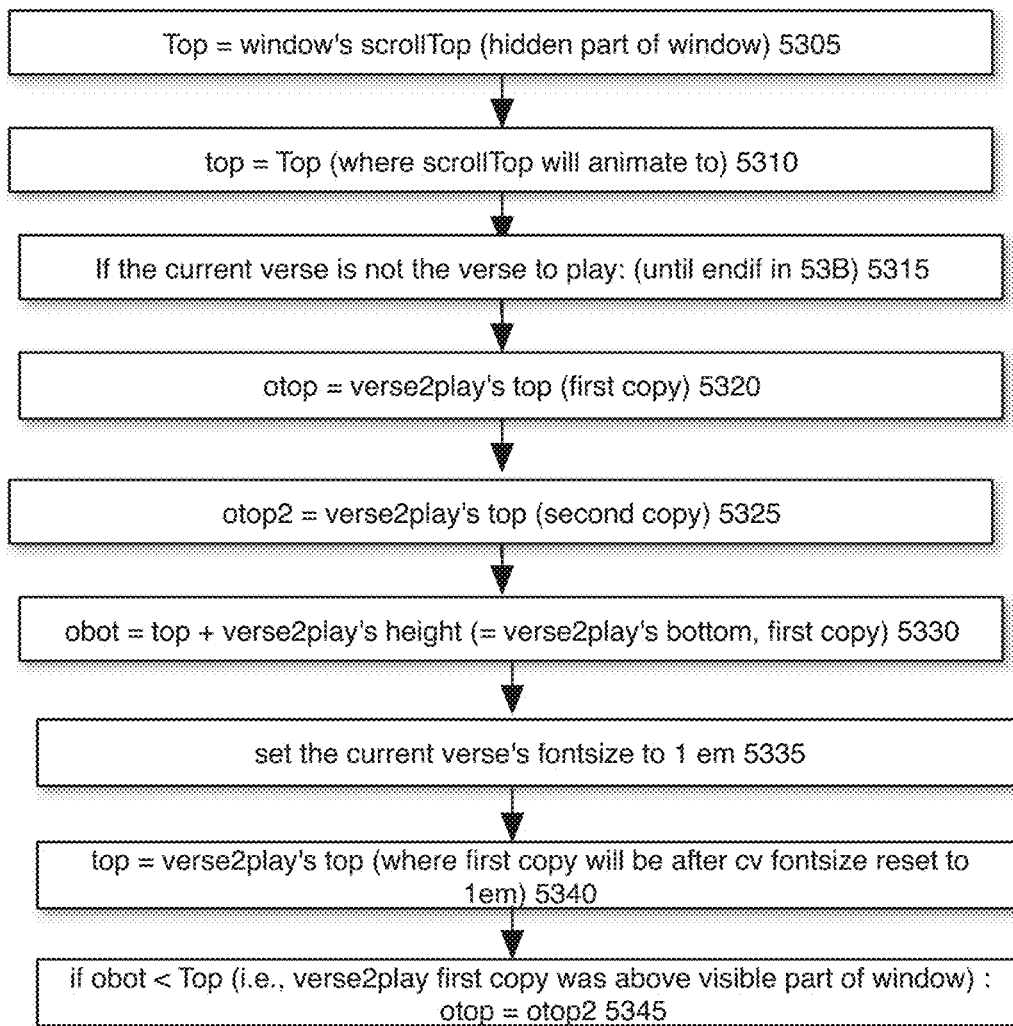 Top = window's scrollTop (hidden part of window) 5305
top = Top (where scrollTop will animate to) 5310
If the current verse is not the verse to play: (until endif in 53B) 5315
otop = verse2play's top (first copy) 5320
otop2 = verse2play's top (second copy) 5325
obot = top + verse2play's height (= verse2play's bottom, first copy) 5330
set the current verse's fontsize to 1 em 5335
top = verse2play's top (where first copy will be after cv fontsize reset to
1em) 5340
if obot < Top (i.e., verse2play first copy was above visible part of window) :
otop = otop2 5345